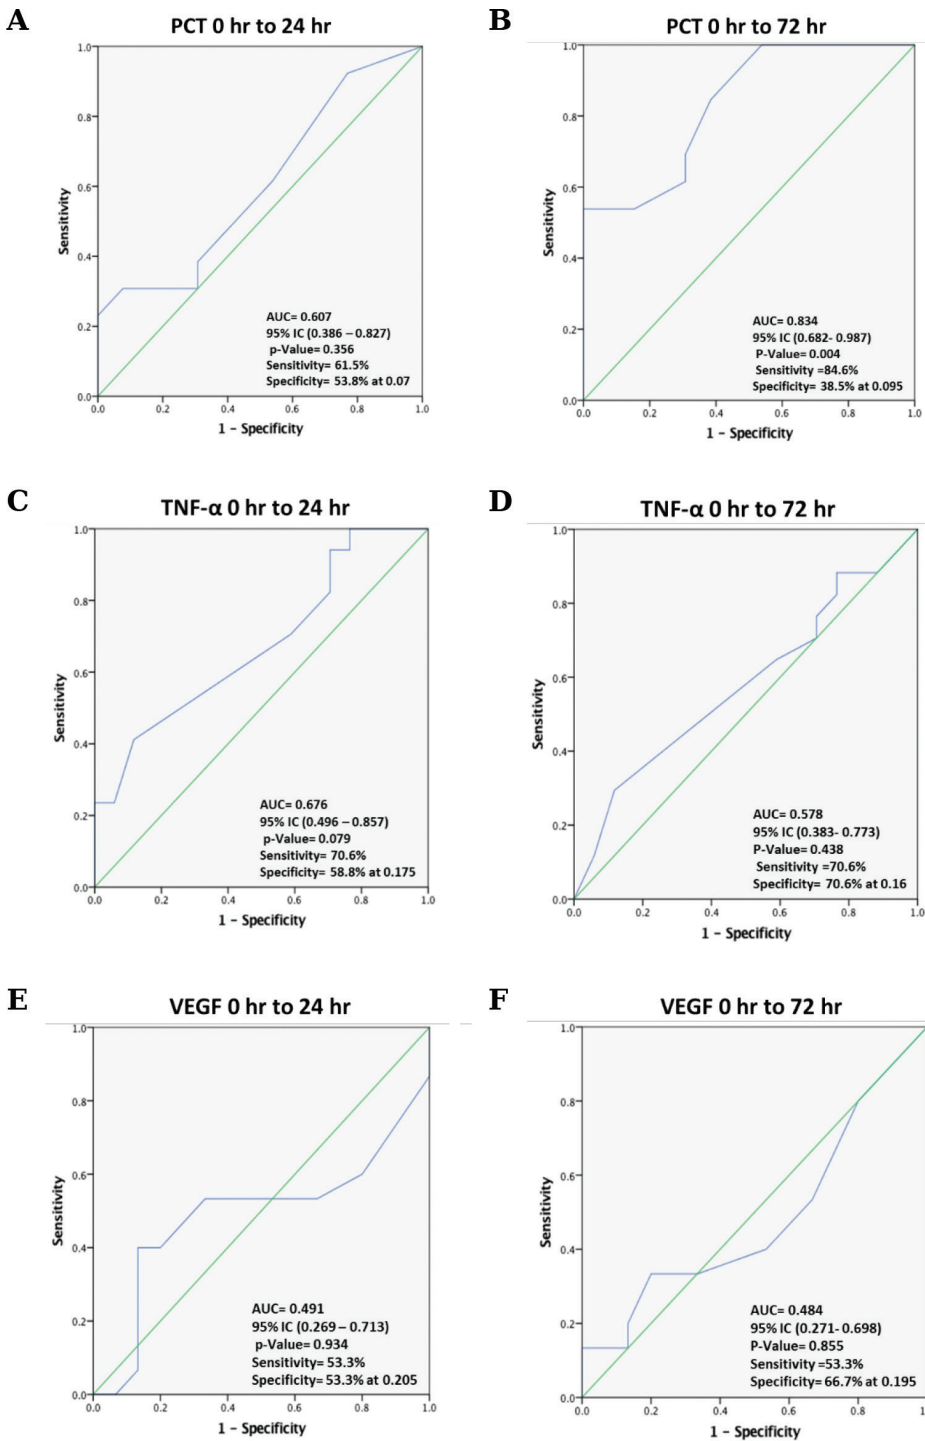 A
PCT 0 hr to 24 hr
1.0
0.8
0.6
0.4
0.2
0.0
Sensitivity
AUC= 0.607
95% IC (0.386 – 0.827)
p-Value= 0.356
Sensitivity= 61.5%
Specificity= 53.8% at 0.07
0.0 0.2 0.4 0.6 0.8 1.0
1 - Specificity
B
PCT 0 hr to 72 hr
1.0
0.8
0.6
0.4
0.2
0.0
Sensitivity
AUC= 0.834
95% IC (0.682- 0.987)
P-Value= 0.004
Sensitivity =84.6%
Specificity= 38.5% at 0.095
0.0 0.2 0.4 0.6 0.8 1.0
1 - Specificity
C
TNF-α 0 hr to 24 hr
1.0
0.8
0.6
0.4
0.2
0.0
Sensitivity
AUC= 0.676
95% IC (0.496 – 0.857)
p-Value= 0.079
Sensitivity= 70.6%
Specificity= 58.8% at 0.175
0.0 0.2 0.4 0.6 0.8 1.0
1 - Specificity
D
TNF-α 0 hr to 72 hr
1.0
0.8
0.6
0.4
0.2
0.0
Sensitivity
AUC= 0.578
95% IC (0.383- 0.773)
P-Value= 0.438
Sensitivity =70.6%
Specificity= 70.6% at 0.16
0.0 0.2 0.4 0.6 0.8 1.0
1 - Specificity
E
VEGF 0 hr to 24 hr
1.0
0.8
0.6
0.4
0.2
0.0
Sensitivity
AUC= 0.491
95% IC (0.269 – 0.713)
p-Value= 0.934
Sensitivity= 53.3%
Specificity= 53.3% at 0.205
0.0 0.2 0.4 0.6 0.8 1.0
1 - Specificity
F
VEGF 0 hr to 72 hr
1.0
0.8
0.6
0.4
0.2
0.0
Sensitivity
AUC= 0.484
95% IC (0.271- 0.698)
P-Value= 0.855
Sensitivity =53.3%
Specificity= 66.7% at 0.195
0.0 0.2 0.4 0.6 0.8
1 - Specificity